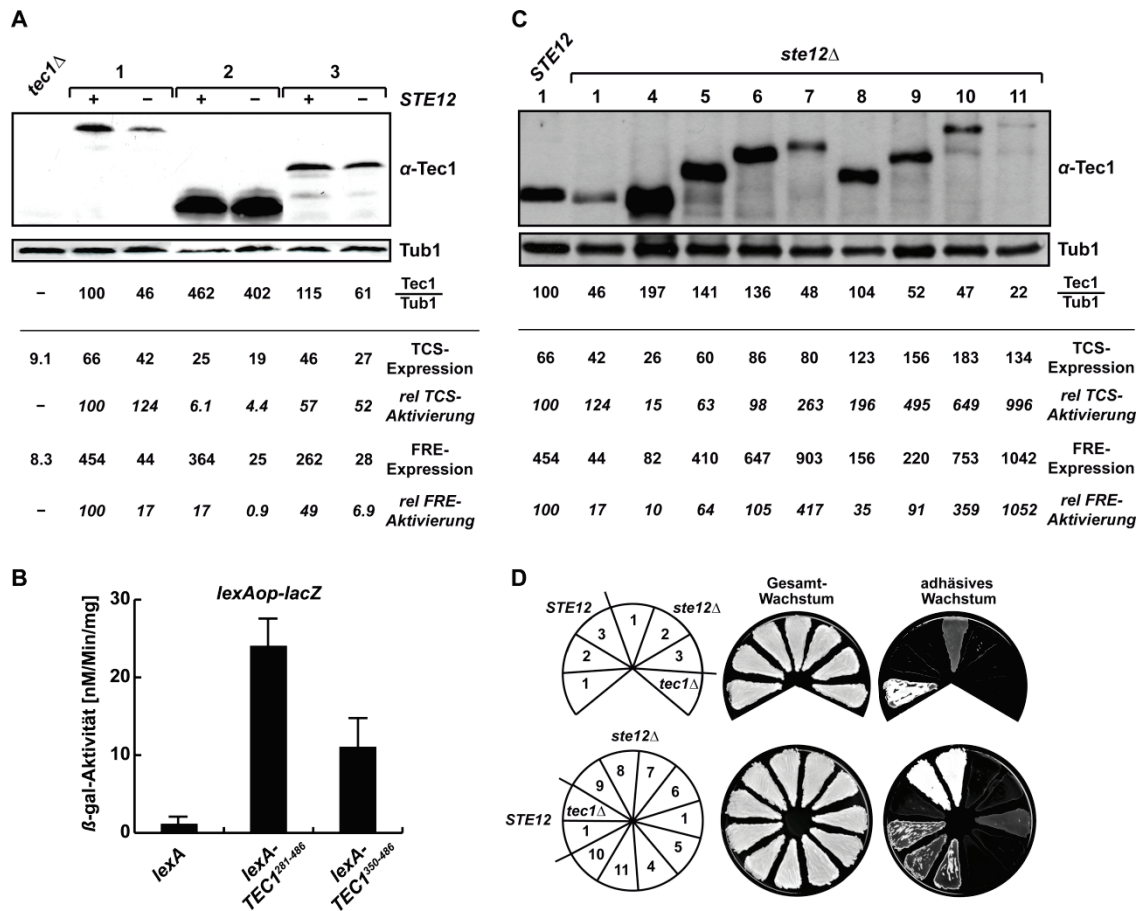 A
tec1Δ
1 2 3
+ − + − + − STE12
α-Tec1
Tub1
− 100 46 462 402 115 61 Tec1
Tub1
9.1 66 42 25 19 46 27 TCS-
Expression
− 100 124 6.1 4.4 57 52 rel TCS-
Aktivierung
8.3 454 44 364 25 262 28 FRE-
Expression
− 100 17 17 0.9 49 6.9 rel FRE-
Aktivierung
B
lexAop-lacZ
ß-gal-Aktivität [nM/Min/mg]
30
20
10
0
lexA
lexA-
TEC1281-486
lexA-
TEC1350-486
C
STE12
ste12Δ
1 1 4 5 6 7 8 9 10 11
α-Tec1
Tub1
100 46 197 141 136 48 104 52 47 22 Tec1
Tub1
66 42 26 60 86 80 123 156 183 134 TCS-
Expression
100 124 15 63 98 263 196 495 649 996 rel TCS-
Aktivierung
454 44 82 410 647 903 156 220 753 1042 FRE-
Expression
100 17 10 64 105 417 35 91 359 1052 rel FRE-
Aktivierung
D
Gesamt-
Wachstum
adhäsives
Wachstum
STE12
ste12Δ
1
3 2
2 3
1 tec1Δ
ste12Δ
8 7
9 6
tec1Δ
STE12
1 1
10 5
11 4